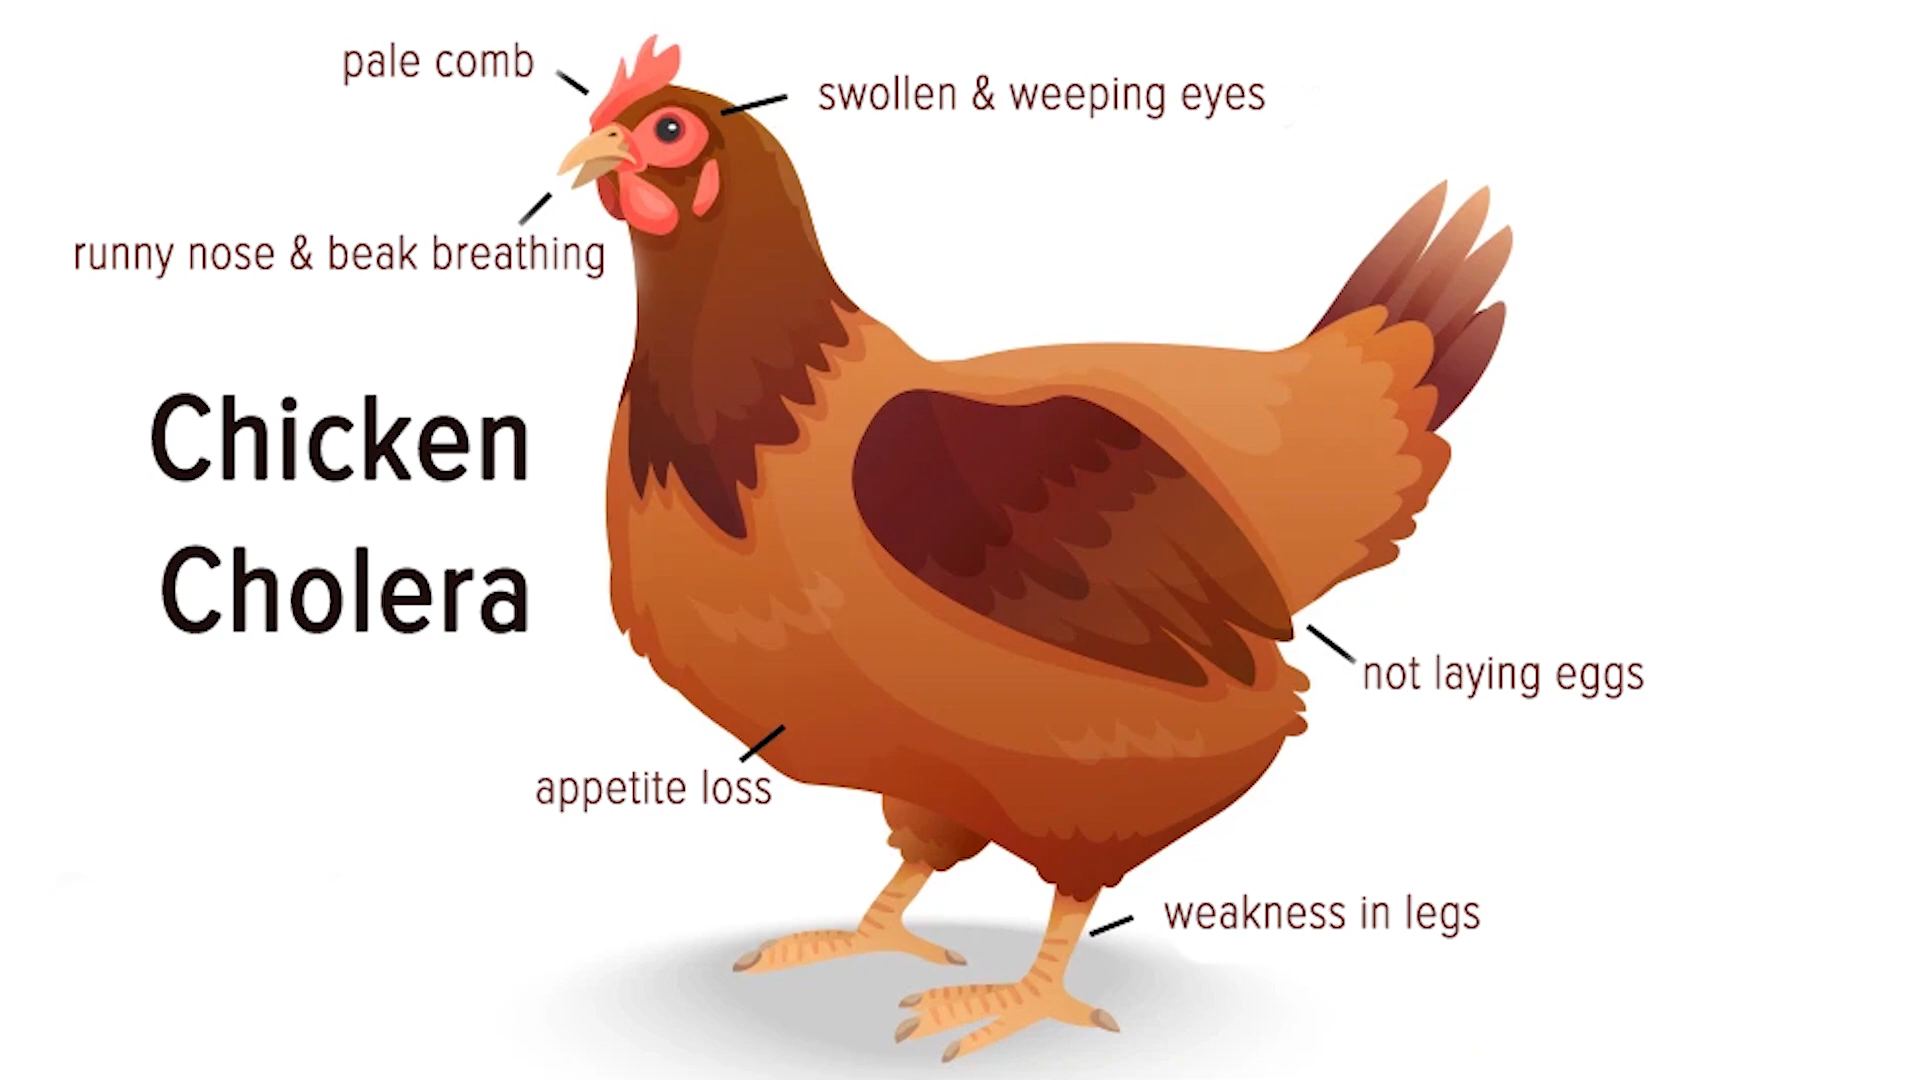 pale comb
swollen & weeping eyes
runny nose & beak breathing
Chicken
Cholera
not laying eggs
appetite loss
weakness in legs